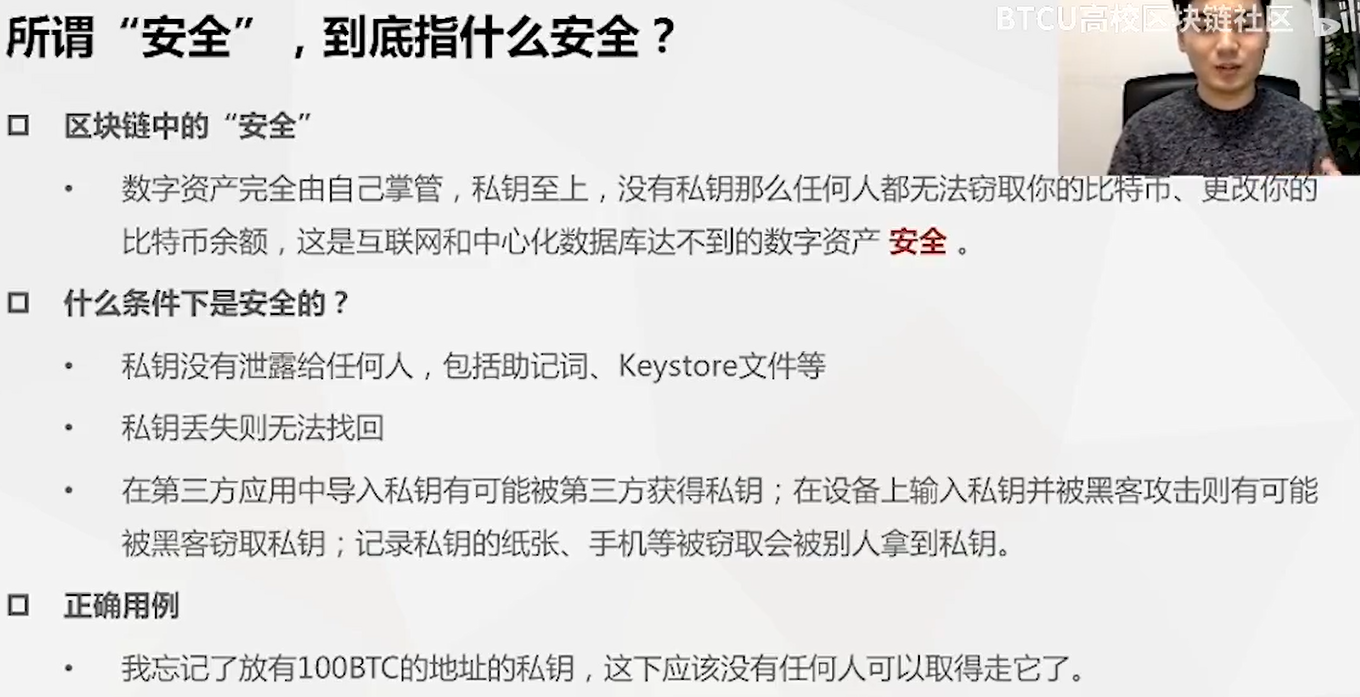 所谓“安全”，到底指什么安全？
BTCU高校区块链社区
区块链中的“安全”
数字资产完全由自己掌管，私钥至上，没有私钥那么任何人都无法窃取你的比特币、更改你的
比特币余额，这是互联网和中心化数据库达不到的数字资产 安全 。
什么条件下是安全的？
私钥没有泄露给任何人，包括助记词、Keystore文件等
私钥丢失则无法找回
在第三方应用中导入私钥有可能被第三方获得私钥；在设备上输入私钥并被黑客攻击则有可能
被黑客窃取私钥；记录私钥的纸张、手机等被窃取会被别人拿到私钥。
正确用例
我忘记了放有100BTC的地址的私钥，这下应该没有任何人可以取得走它了。